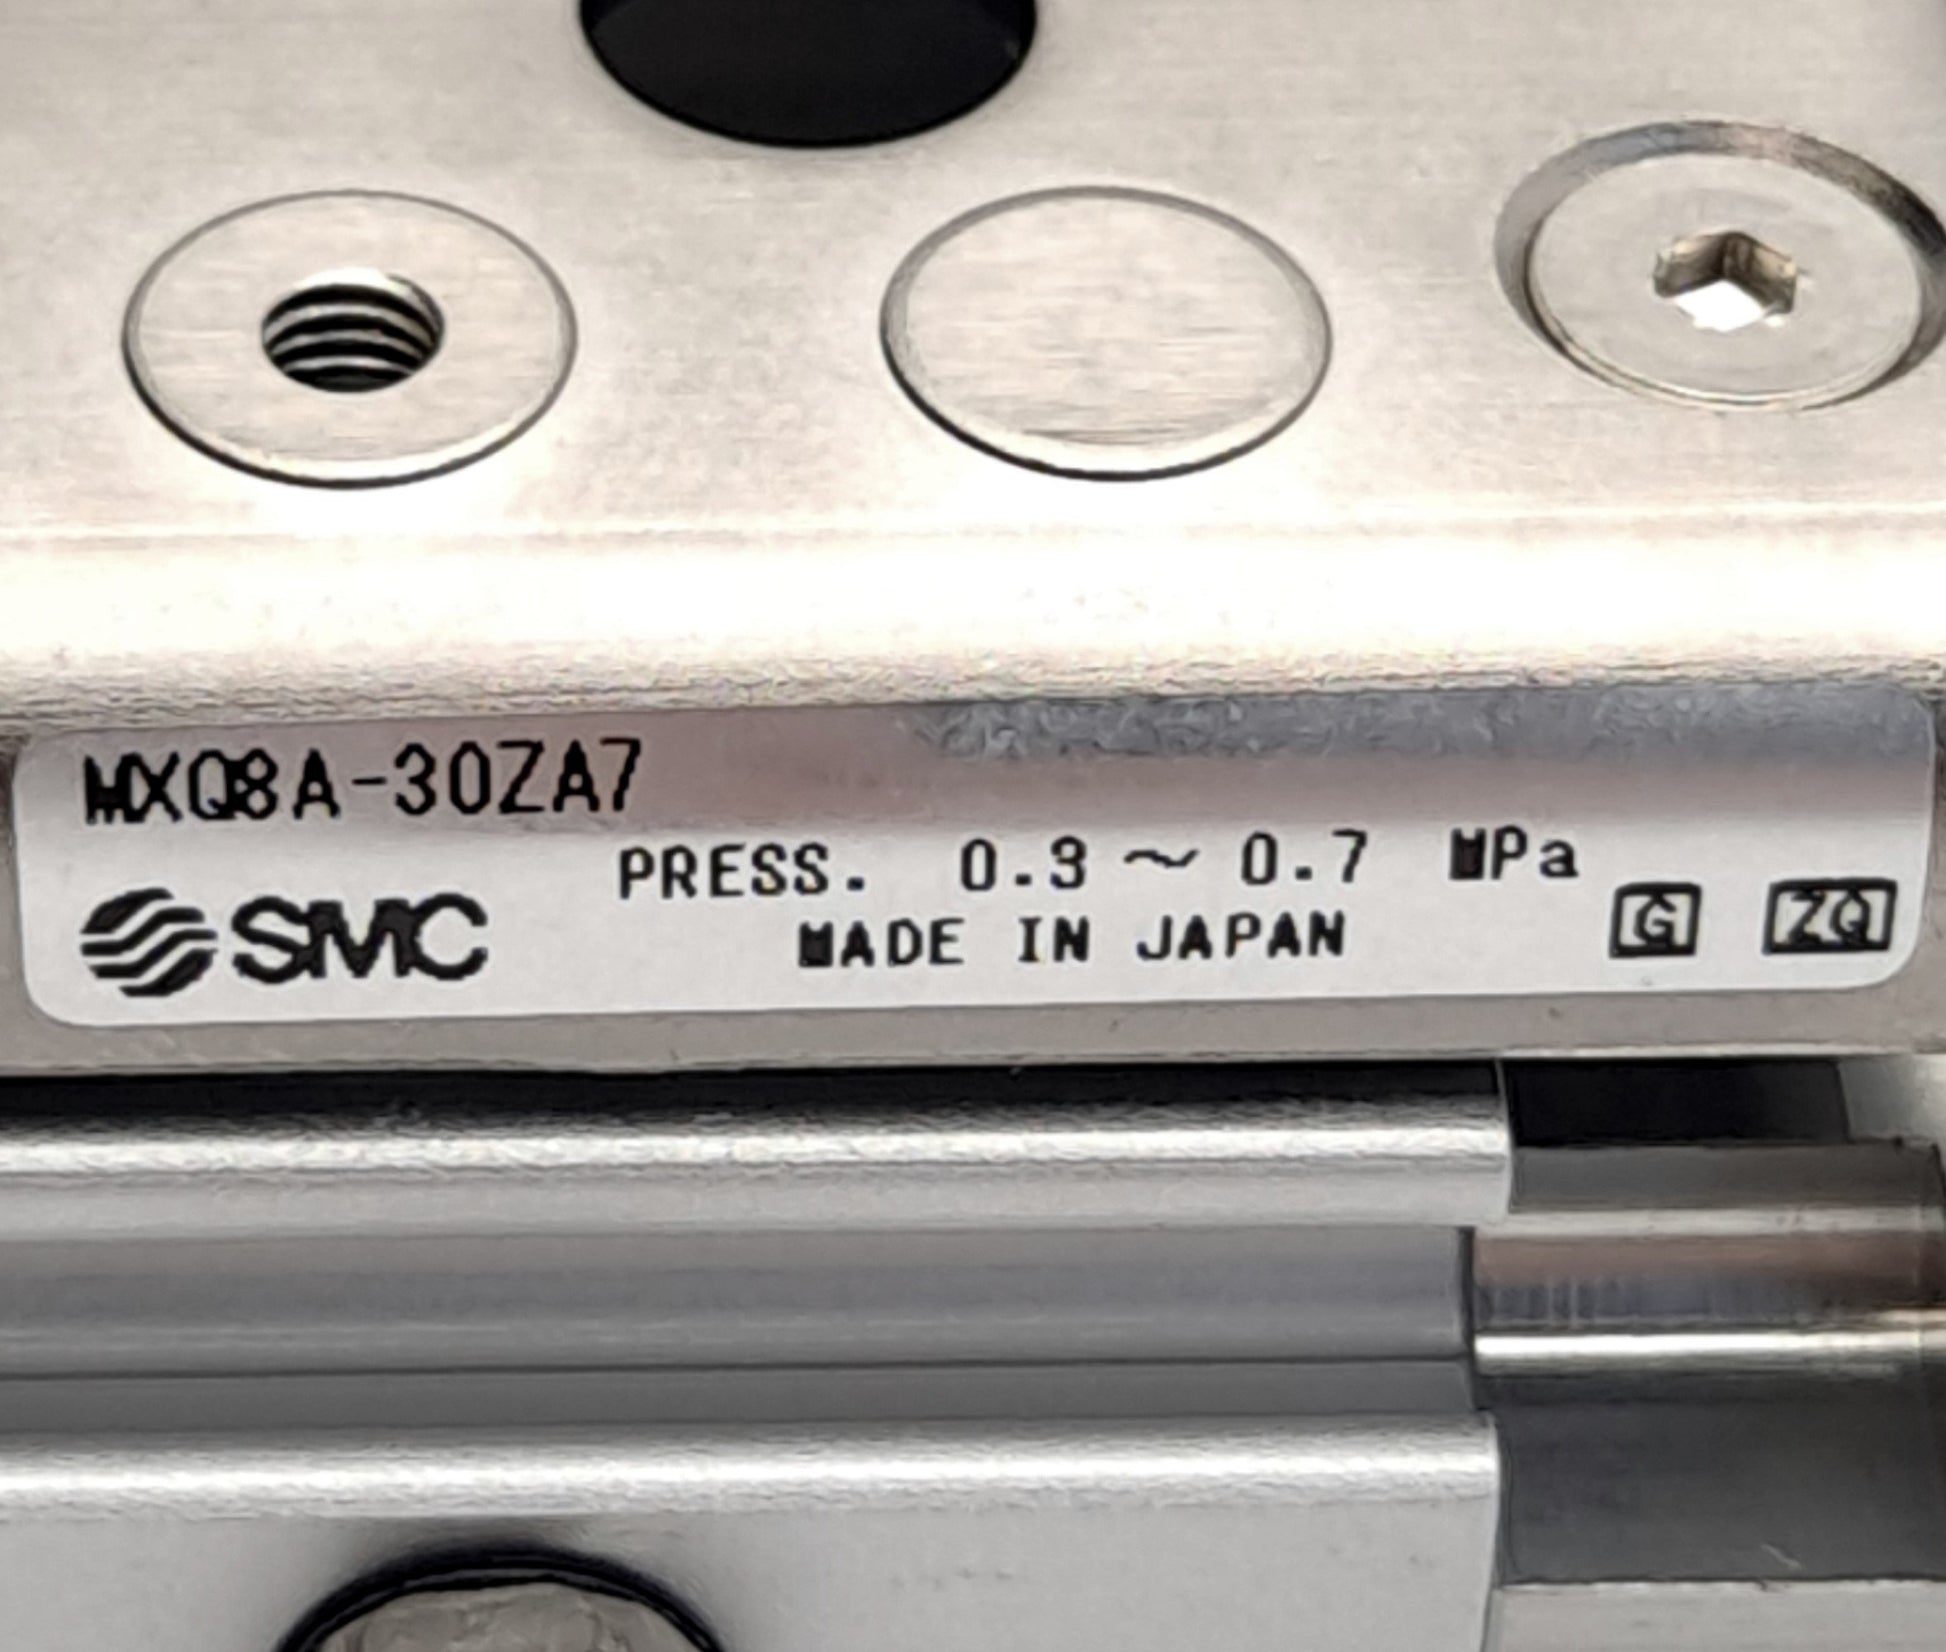 MXQ8A-30ZA7
PRESS. 0.3～0.7 MPa
SMC MADE IN JAPAN G ZQ